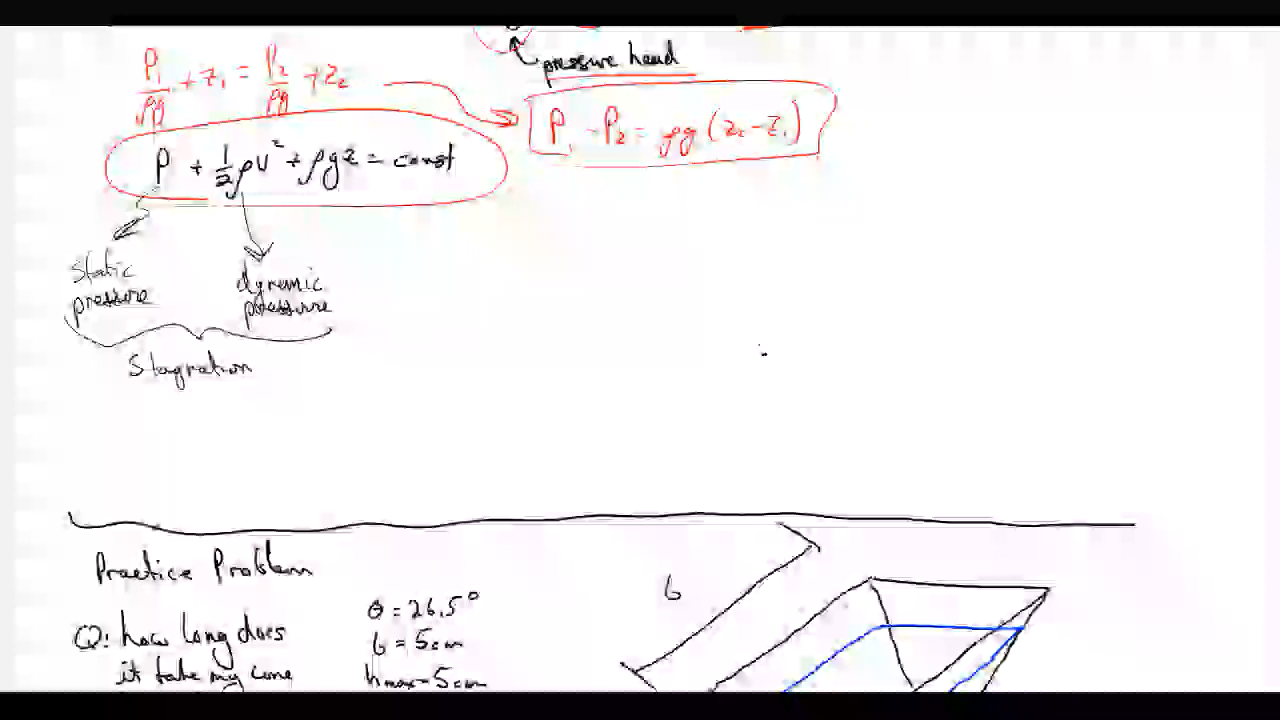 pressure head
P₁/ρg + z₁ = P₂/ρg + z₂
P₁ - P₂ = ρg (z₂ - z₁)
P + ½ρV² + ρgz = const
static pressure
dynamic pressure
Stagnation
Practice Problem
Q: how long does
it take my cone
θ = 26.5°
b = 5cm
hmax = 5cm
b